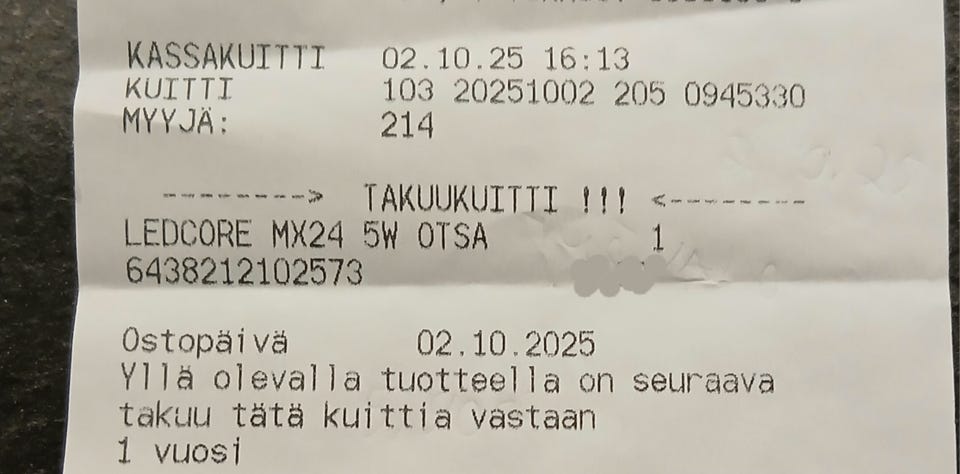 KASSAKUITTI 02.10.25 16:13
KUITTI 103 20251002 205 0945330
MYYJÄ: 214
--------> TAKUUKUITTI !!! <--------
LEDCORE MX24 5W OTSA 1
6438212102573
Ostopäivä 02.10.2025
Yllä olevalla tuotteella on seuraava
takuu tätä kuittia vastaan
1 vuosi